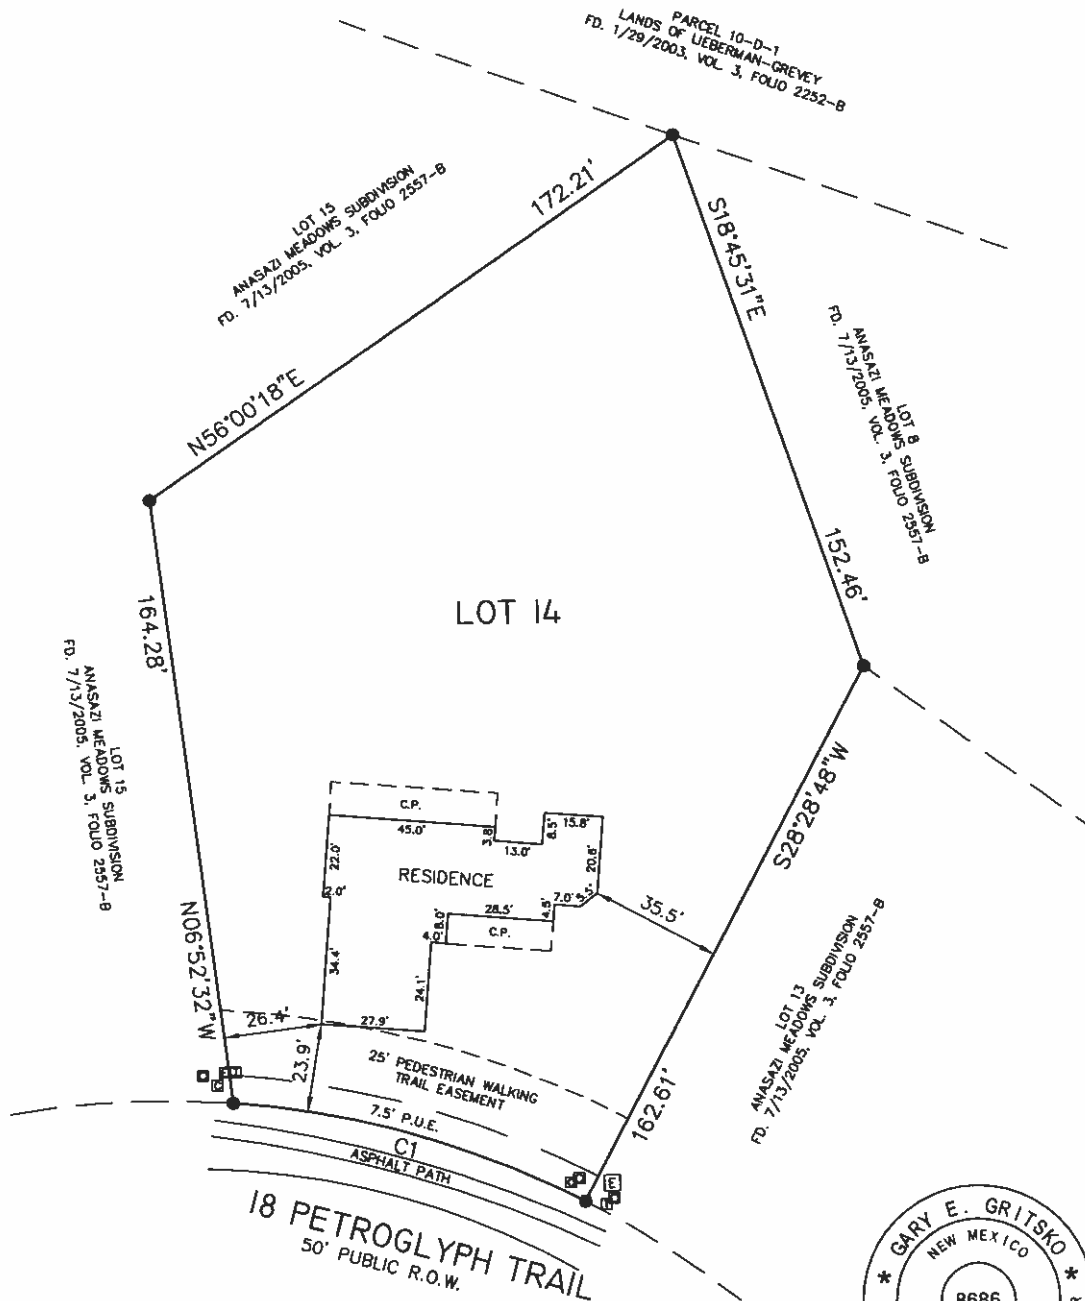 PARCEL 10-D-1
LANDS OF LIEBERMAN-GREVEY
FD. 1/29/2003, VOL. 3, FOLIO 2252-B
LOT 15
ANASAZI MEADOWS SUBDIVISION
FD. 7/13/2005, VOL. 3, FOLIO 2557-B
172.21'
N56°00'18"E
S18°45'31"E
152.46'
LOT 8
ANASAZI MEADOWS SUBDIVISION
FD. 7/13/2005, VOL. 3, FOLIO 2557-B
LOT 14
164.28'
N06°52'32"W
LOT 15
ANASAZI MEADOWS SUBDIVISION
FD. 7/13/2005, VOL. 3, FOLIO 2557-B
C.P.
45.0'
3.8'
13.0'
8.5'
15.8'
22.0'
RESIDENCE
20.6'
2.0'
7.0'
5.5'
28.5'
4.5'
8.0'
C.P.
4.0'
34.4'
24.1'
27.9'
35.5'
S28°28'48"W
162.61'
LOT 13
ANASAZI MEADOWS SUBDIVISION
FD. 7/13/2005, VOL. 3, FOLIO 2557-B
26.4'
23.9'
25' PEDESTRIAN WALKING
TRAIL EASEMENT
7.5' P.U.E.
C1
ASPHALT PATH
E
18 PETROGLYPH TRAIL
50' PUBLIC R.O.W.
* GARY E. GRITSKO *
NEW MEXICO
8686